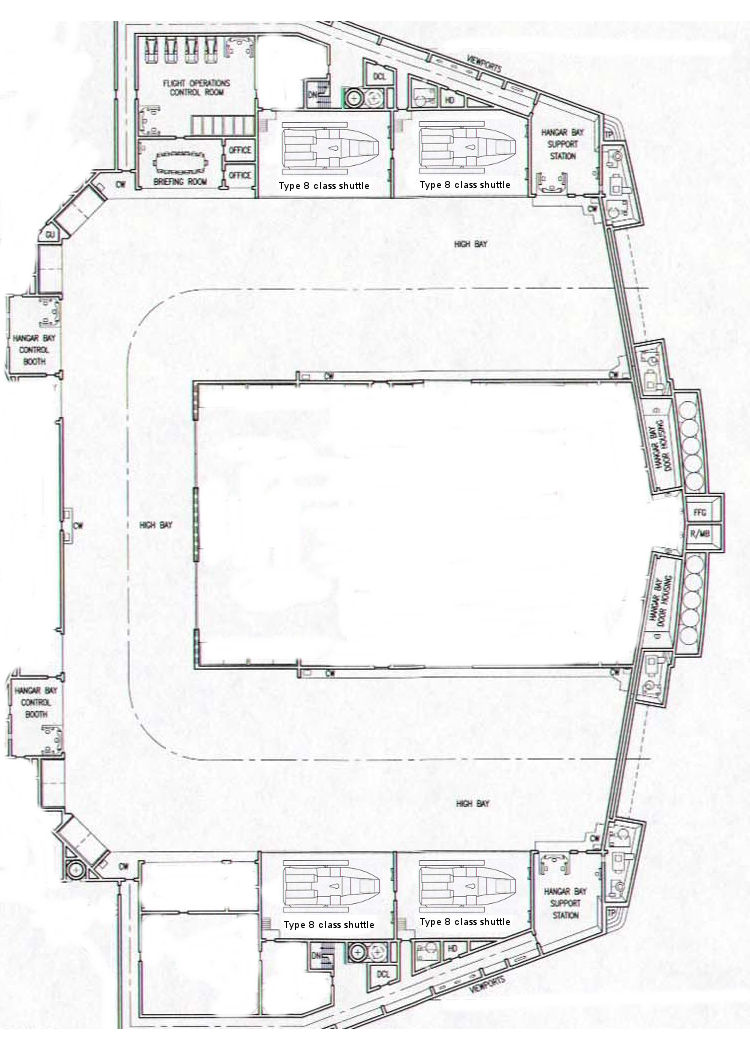 VIEWPORTS
DCL
DN
HD
FLIGHT OPERATIONS
CONTROL ROOM
HANGAR BAY
SUPPORT
STATION
TP
OFFICE
OFFICE
BRIEFING ROOM
Type 8 class shuttle
Type 8 class shuttle
CW
CW
CU
HIGH BAY
HANGAR BAY
CONTROL
BOOTH
CW
CW
HANGAR BAY
DOOR HOUSING
FFG
R/MB
CW
HIGH BAY
HANGAR BAY
DOOR HOUSING
CW
CW
HANGAR BAY
CONTROL
BOOTH
HIGH BAY
CW
CW
HANGAR BAY
SUPPORT
STATION
TP
Type 8 class shuttle
Type 8 class shuttle
DN
HD
DCL
VIEWPORTS